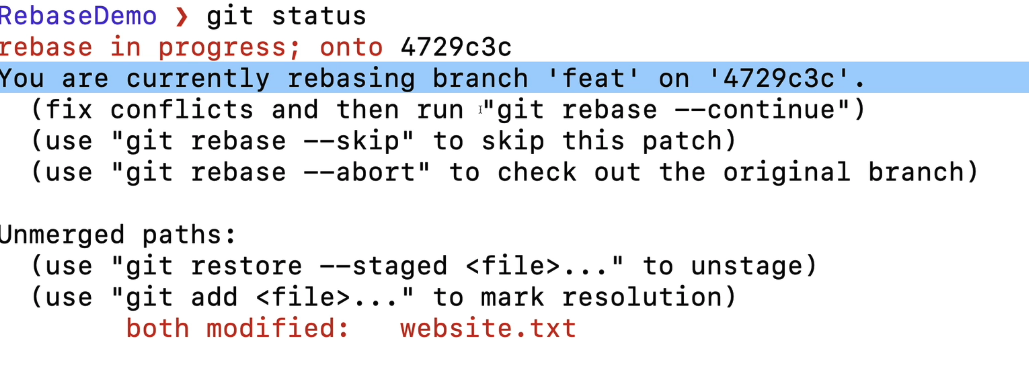 RebaseDemo ❯ git status
rebase in progress; onto 4729c3c
You are currently rebasing branch 'feat' on '4729c3c'.
(fix conflicts and then run "git rebase --continue")
(use "git rebase --skip" to skip this patch)
(use "git rebase --abort" to check out the original branch)
Unmerged paths:
(use "git restore --staged <file>..." to unstage)
(use "git add <file>..." to mark resolution)
both modified: website.txt